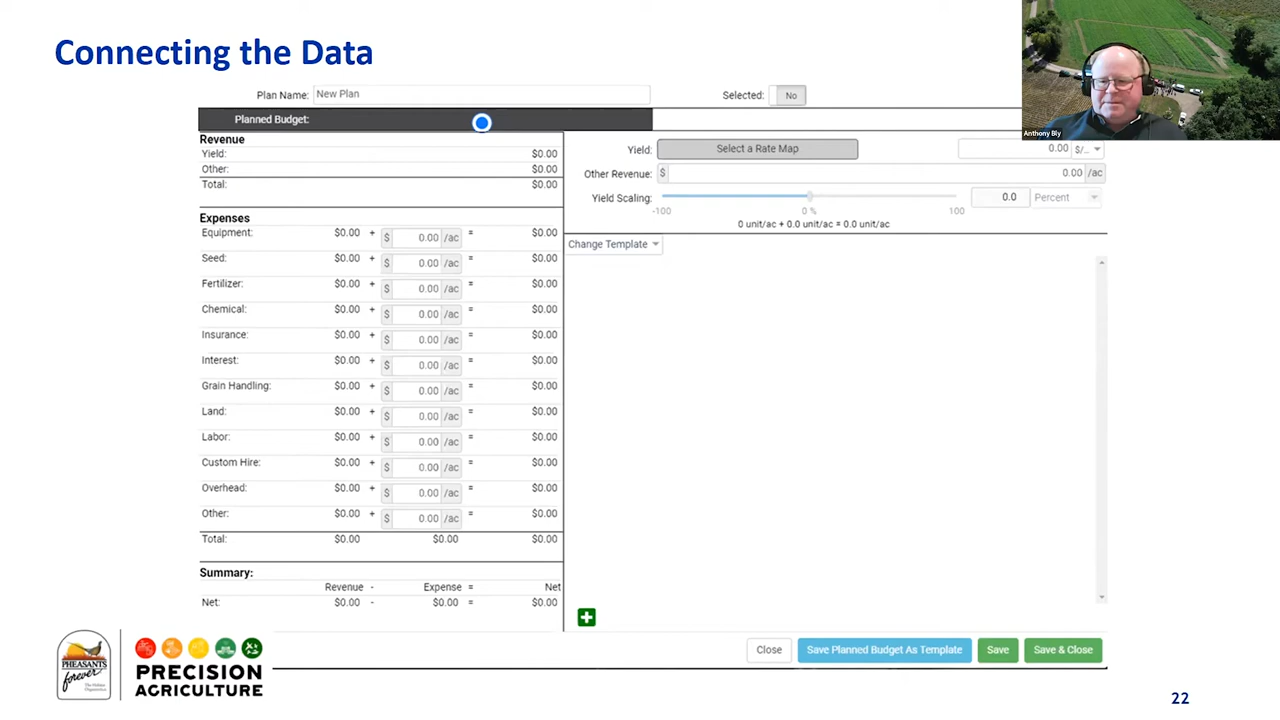 Connecting the Data
Anthony Bly
Plan Name: New Plan Selected: No
Planned Budget:
Revenue
Yield: $0.00
Other: $0.00
Total: $0.00
Yield: Select a Rate Map 0.00 $/...
Other Revenue: $ 0.00 /ac
Yield Scaling: 0.0 Percent
-100 0 % 100
0 unit/ac + 0.0 unit/ac = 0.0 unit/ac
Change Template
Expenses
Equipment: $0.00 + $ 0.00 /ac = $0.00
Seed: $0.00 + $ 0.00 /ac = $0.00
Fertilizer: $0.00 + $ 0.00 /ac = $0.00
Chemical: $0.00 + $ 0.00 /ac = $0.00
Insurance: $0.00 + $ 0.00 /ac = $0.00
Interest: $0.00 + $ 0.00 /ac = $0.00
Grain Handling: $0.00 + $ 0.00 /ac = $0.00
Land: $0.00 + $ 0.00 /ac = $0.00
Labor: $0.00 + $ 0.00 /ac = $0.00
Custom Hire: $0.00 + $ 0.00 /ac = $0.00
Overhead: $0.00 + $ 0.00 /ac = $0.00
Other: $0.00 + $ 0.00 /ac = $0.00
Total: $0.00 $0.00 $0.00
Summary:
Revenue - Expense = Net
Net: $0.00 - $0.00 = $0.00
Close Save Planned Budget As Template Save Save & Close
PHEASANTS
forever
PRECISION
AGRICULTURE
22